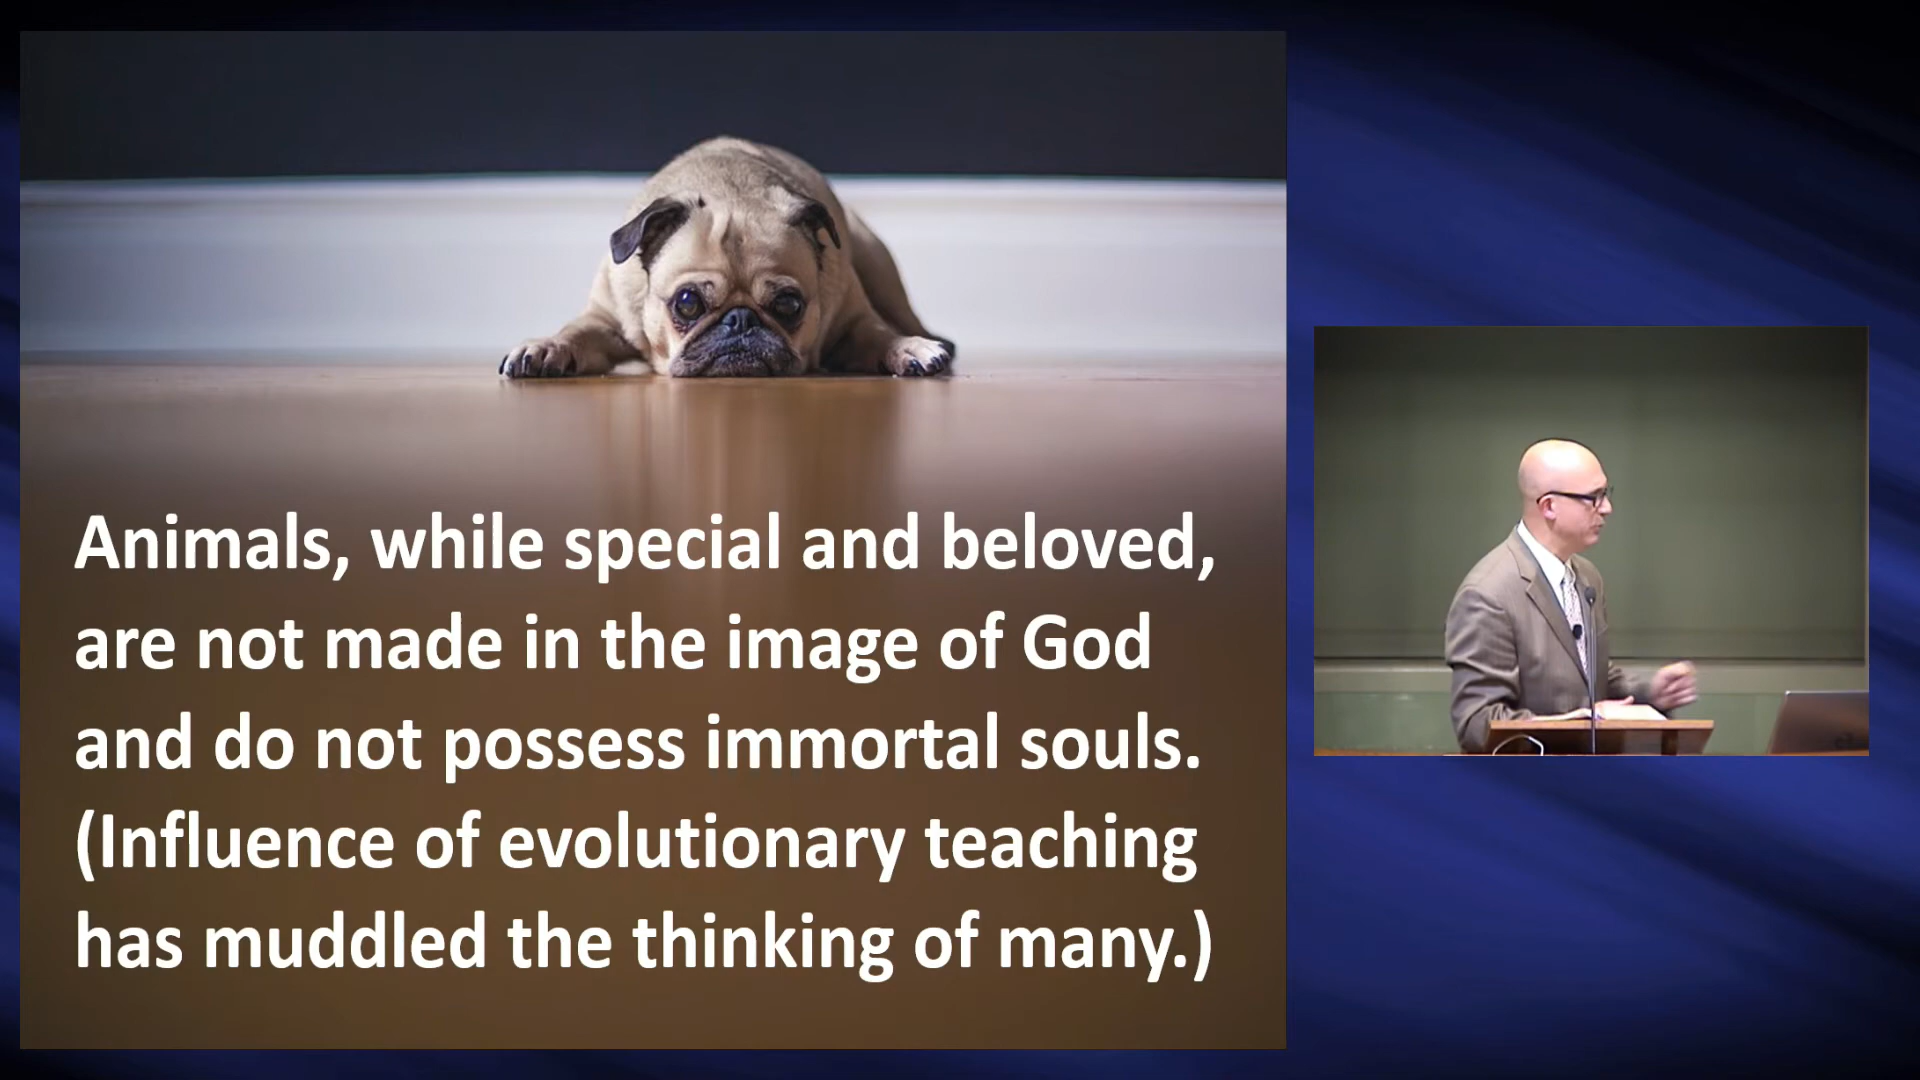 Animals, while special and beloved,
are not made in the image of God
and do not possess immortal souls.
(Influence of evolutionary teaching
has muddled the thinking of many.)